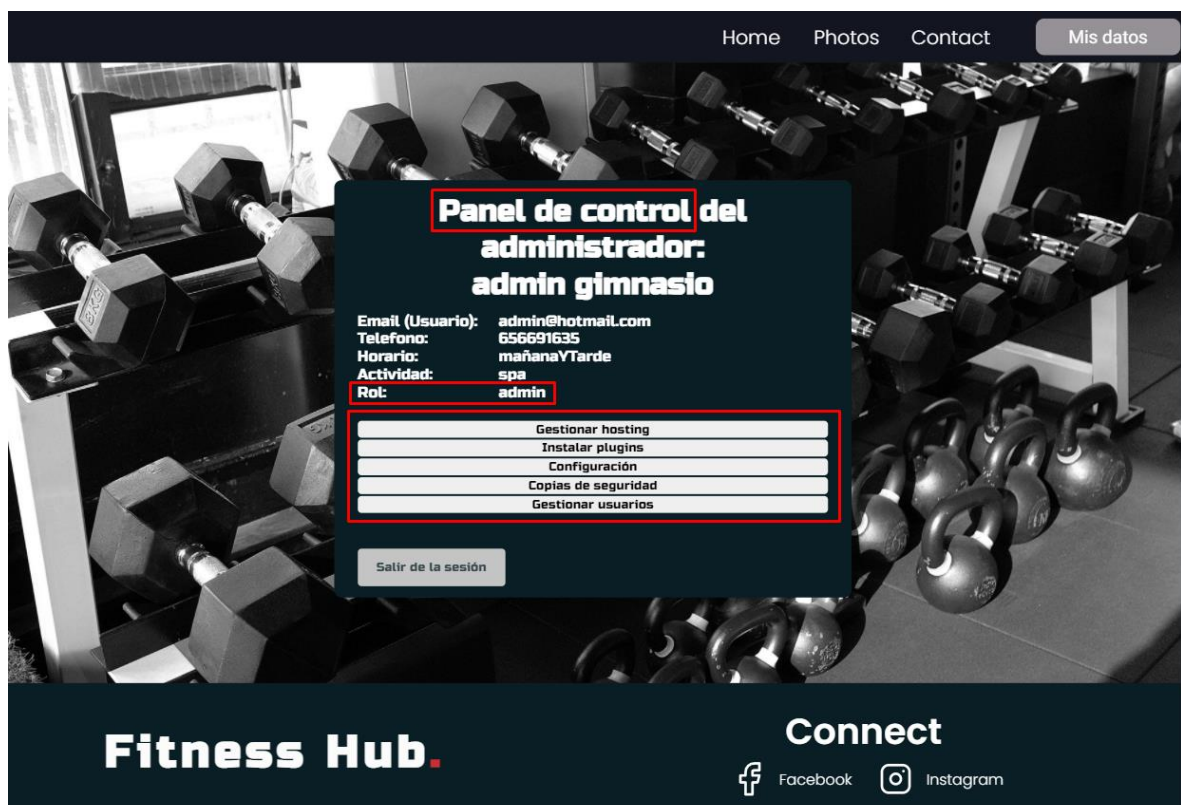 Home Photos Contact Mis datos
Panel de control del
administrador:
admin gimnasio
Email (Usuario): admin@hotmail.com
Telefono: 656691635
Horario: mañanaYTarde
Actividad: spa
Rol: admin
Gestionar hosting
Instalar plugins
Configuración
Copias de seguridad
Gestionar usuarios
Salir de la sesión
Fitness Hub.
Connect
Facebook Instagram